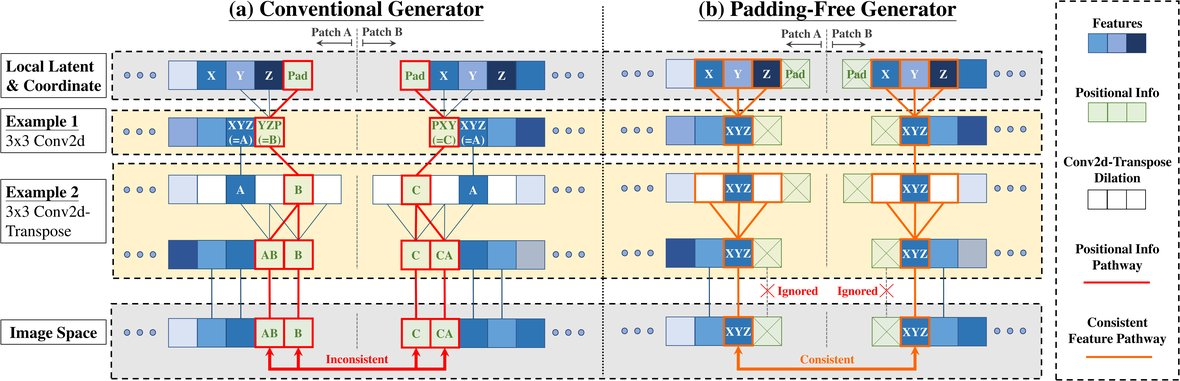 (a) Conventional Generator
(b) Padding-Free Generator
Patch A Patch B
Patch A Patch B
Local Latent
& Coordinate
X Y Z Pad
Pad X Y Z
X Y Z Pad
Pad X Y Z
Example 1
3x3 Conv2d
XYZ
(=A)
YZP
(=B)
PXY
(=C)
XYZ
(=A)
XYZ
XYZ
Example 2
3x3 Conv2d-
Transpose
A B
C A
XYZ
XYZ
AB B
C CA
XYZ
XYZ
Ignored
Ignored
Image Space
AB B
C CA
XYZ
XYZ
Inconsistent
Consistent
Features
Positional Info
Conv2d-Transpose
Dilation
Positional Info
Pathway
Consistent
Feature Pathway